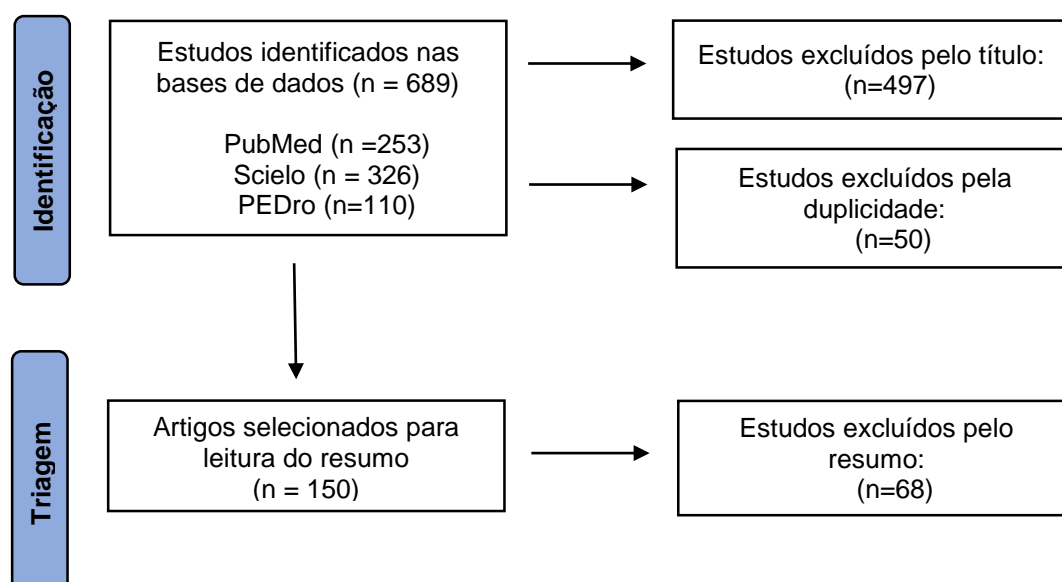 Identificação
Estudos identificados nas
bases de dados (n = 689)
PubMed (n =253)
Scielo (n = 326)
PEDro (n=110)
Estudos excluídos pelo título:
(n=497)
Estudos excluídos pela
duplicidade:
(n=50)
Triagem
Artigos selecionados para
leitura do resumo
(n = 150)
Estudos excluídos pelo
resumo:
(n=68)